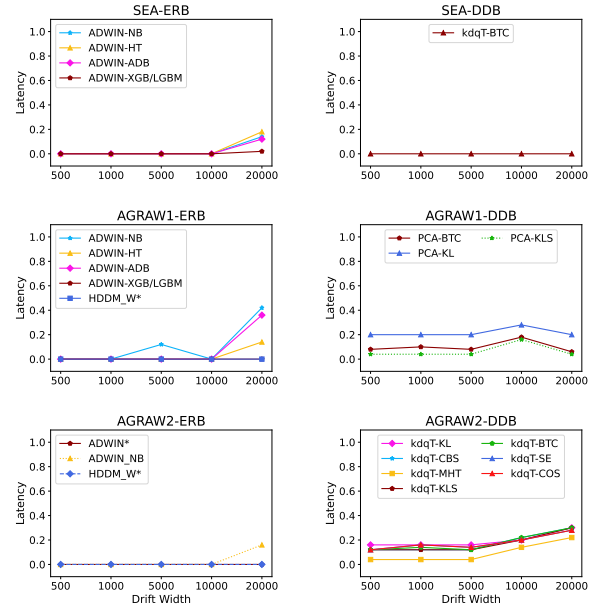 SEA-ERB
Latency
1.0
0.8
0.6
0.4
0.2
0.0
ADWIN-NB
ADWIN-HT
ADWIN-ADB
ADWIN-XGB/LGBM
500 1000 5000 10000 20000
SEA-DDB
Latency
1.0
0.8
0.6
0.4
0.2
0.0
kdqT-BTC
500 1000 5000 10000 20000
AGRAW1-ERB
Latency
1.0
0.8
0.6
0.4
0.2
0.0
ADWIN-NB
ADWIN-HT
ADWIN-ADB
ADWIN-XGB/LGBM
HDDM_W*
500 1000 5000 10000 20000
AGRAW1-DDB
Latency
1.0
0.8
0.6
0.4
0.2
0.0
PCA-BTC PCA-KLS
PCA-KL
500 1000 5000 10000 20000
AGRAW2-ERB
Latency
1.0
0.8
0.6
0.4
0.2
0.0
ADWIN*
ADWIN_NB
HDDM_W*
500 1000 5000 10000 20000
Drift Width
AGRAW2-DDB
Latency
1.0
0.8
0.6
0.4
0.2
0.0
kdqT-KL kdqT-BTC
kdqT-CBS kdqT-SE
kdqT-MHT kdqT-COS
kdqT-KLS
500 1000 5000 10000 20000
Drift Width